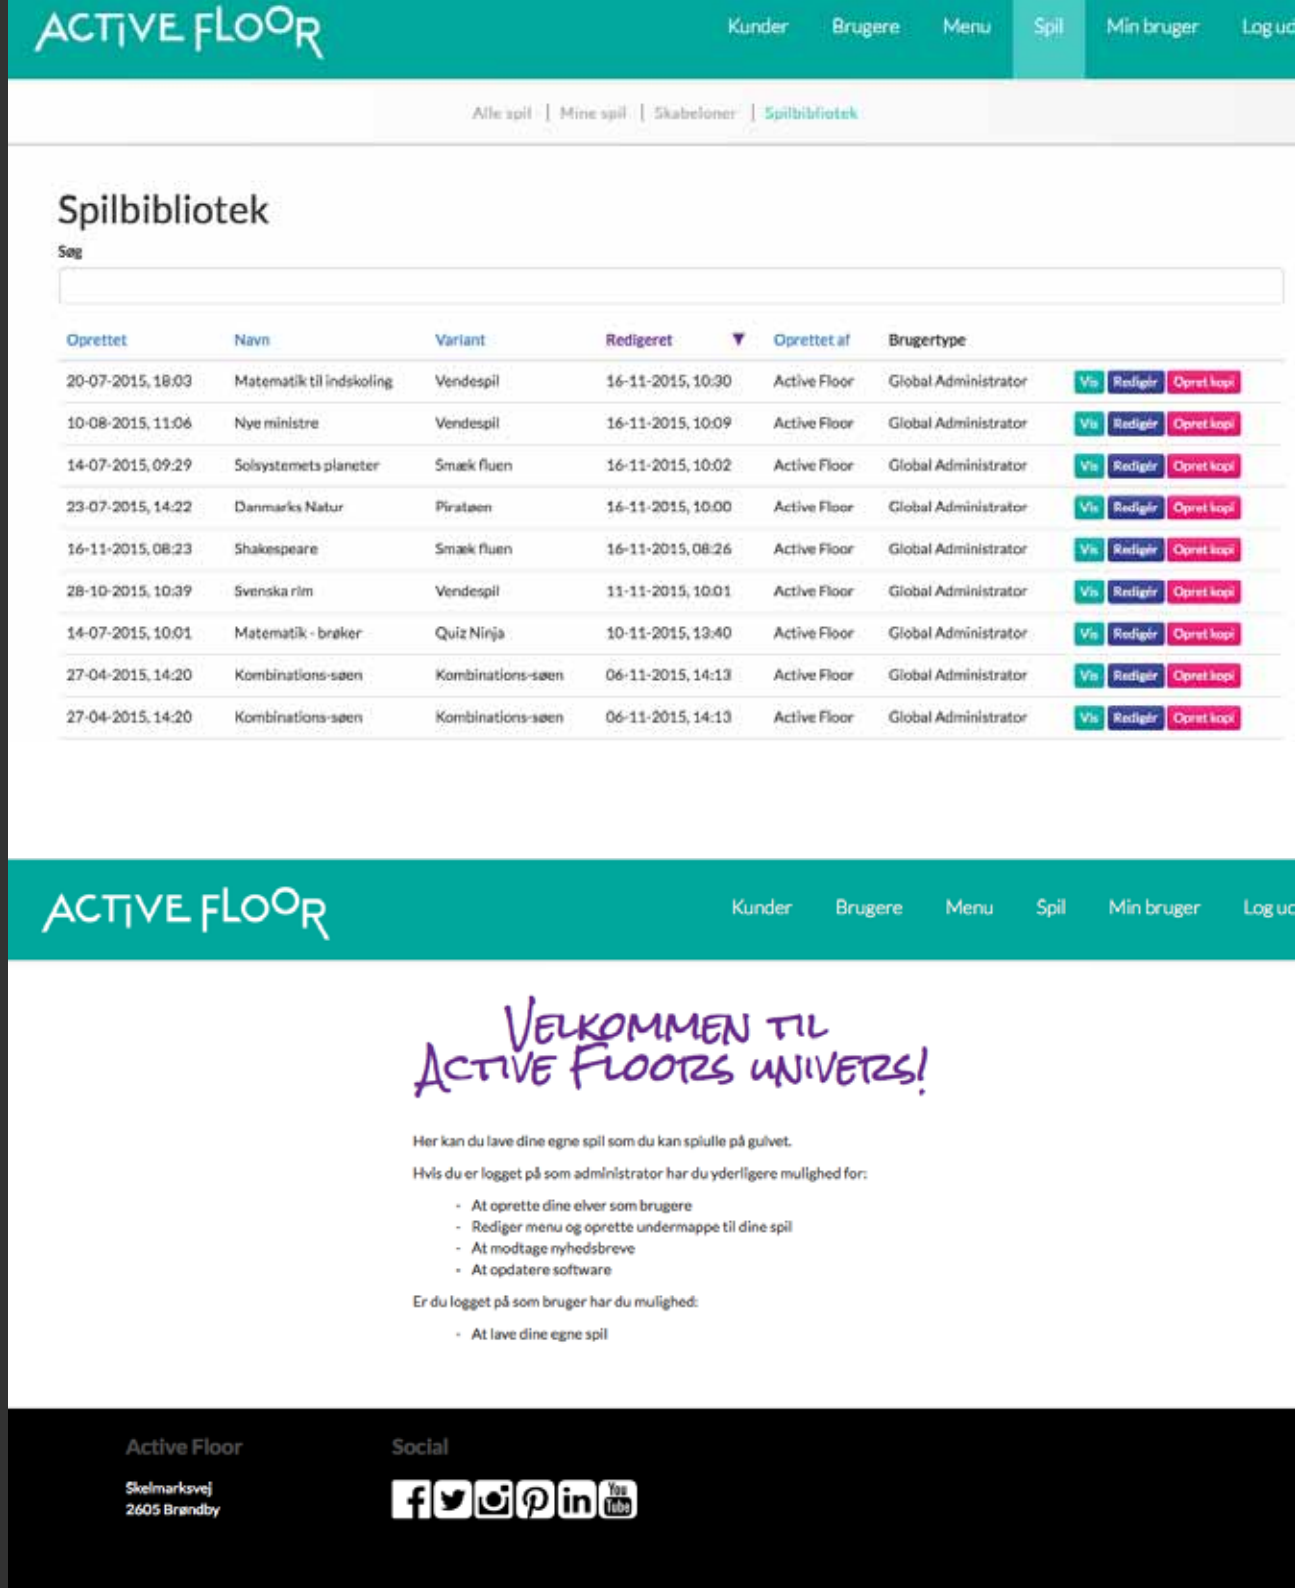 ACTIVE FLOOR
Kunder Brugere Menu Spil Min bruger Log ud
Alle spil | Mine spil | Skabeloner | Spilbibliotek
Spilbibliotek
Søg
Oprettet Navn Variant Redigeret ▼ Oprettet af Brugertype
20-07-2015, 18:03 Matematik til indskoling Vendespil 16-11-2015, 10:30 Active Floor Global Administrator Vis Redigér Opret kopi
10-08-2015, 11:06 Nye ministre Vendespil 16-11-2015, 10:09 Active Floor Global Administrator Vis Redigér Opret kopi
14-07-2015, 09:29 Solsystemets planeter Smæk fluen 16-11-2015, 10:02 Active Floor Global Administrator Vis Redigér Opret kopi
23-07-2015, 14:22 Danmarks Natur Piratøen 16-11-2015, 10:00 Active Floor Global Administrator Vis Redigér Opret kopi
16-11-2015, 08:23 Shakespeare Smæk fluen 16-11-2015, 08:26 Active Floor Global Administrator Vis Redigér Opret kopi
28-10-2015, 10:39 Svenska rim Vendespil 11-11-2015, 10:01 Active Floor Global Administrator Vis Redigér Opret kopi
14-07-2015, 10:01 Matematik - brøker Quiz Ninja 10-11-2015, 13:40 Active Floor Global Administrator Vis Redigér Opret kopi
27-04-2015, 14:20 Kombinations-søen Kombinations-søen 06-11-2015, 14:13 Active Floor Global Administrator Vis Redigér Opret kopi
27-04-2015, 14:20 Kombinations-søen Kombinations-søen 06-11-2015, 14:13 Active Floor Global Administrator Vis Redigér Opret kopi
ACTIVE FLOOR
Kunder Brugere Menu Spil Min bruger Log ud
VELKOMMEN TIL
ACTIVE FLOORS UNIVERS!
Her kan du lave dine egne spil som du kan spiulle på gulvet.
Hvis du er logget på som administrator har du yderligere mulighed for:
- At oprette dine elver som brugere
- Rediger menu og oprette undermappe til dine spil
- At modtage nyhedsbreve
- At opdatere software
Er du logget på som bruger har du mulighed:
- At lave dine egne spil
Active Floor Social
Skelmarksvej
2605 Brøndby
You
Tube